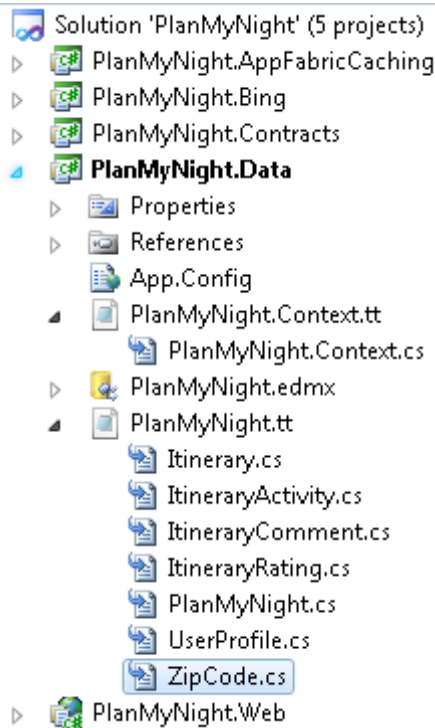 Solution 'PlanMyNight' (5 projects)
PlanMyNight.AppFabricCaching
PlanMyNight.Bing
PlanMyNight.Contracts
PlanMyNight.Data
Properties
References
App.Config
PlanMyNight.Context.tt
PlanMyNight.Context.cs
PlanMyNight.edmx
PlanMyNight.tt
Itinerary.cs
ItineraryActivity.cs
ItineraryComment.cs
ItineraryRating.cs
PlanMyNight.cs
UserProfile.cs
ZipCode.cs
PlanMyNight.Web